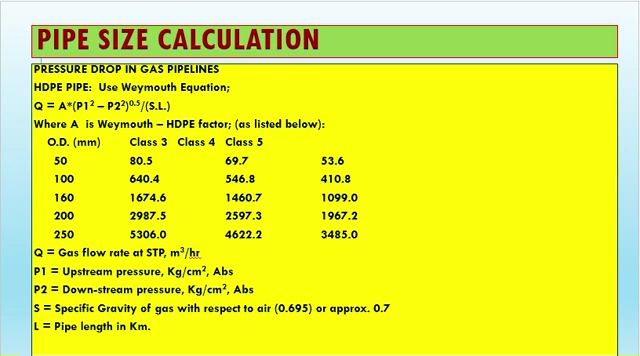 PIPE SIZE CALCULATION
PRESSURE DROP IN GAS PIPELINES
HDPE PIPE: Use Weymouth Equation;
Q = A*(P1² – P2²)⁰·⁵/(S.L.)
Where A is Weymouth – HDPE factor; (as listed below):
O.D. (mm) Class 3 Class 4 Class 5
50 80.5 69.7 53.6
100 640.4 546.8 410.8
160 1674.6 1460.7 1099.0
200 2987.5 2597.3 1967.2
250 5306.0 4622.2 3485.0
Q = Gas flow rate at STP, m³/hr
P1 = Upstream pressure, Kg/cm², Abs
P2 = Down-stream pressure, Kg/cm², Abs
S = Specific Gravity of gas with respect to air (0.695) or approx. 0.7
L = Pipe length in Km.